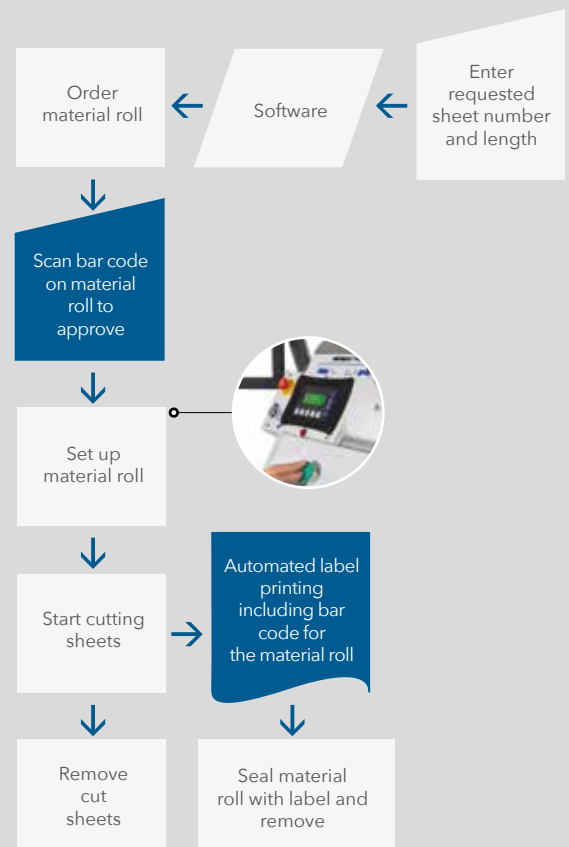 Order
material roll
Software
Enter
requested
sheet number
and length
Scan bar code
on material
roll to
approve
Set up
material roll
Start cutting
sheets
Automated label
printing
including bar
code for
the material roll
Remove
cut
sheets
Seal material
roll with label and
remove